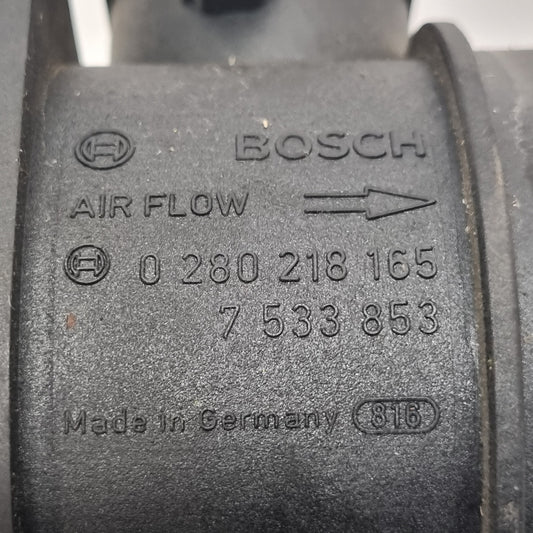 BOSCH
AIR FLOW
0 280 218 165
7 533 853
Made in Germany 816